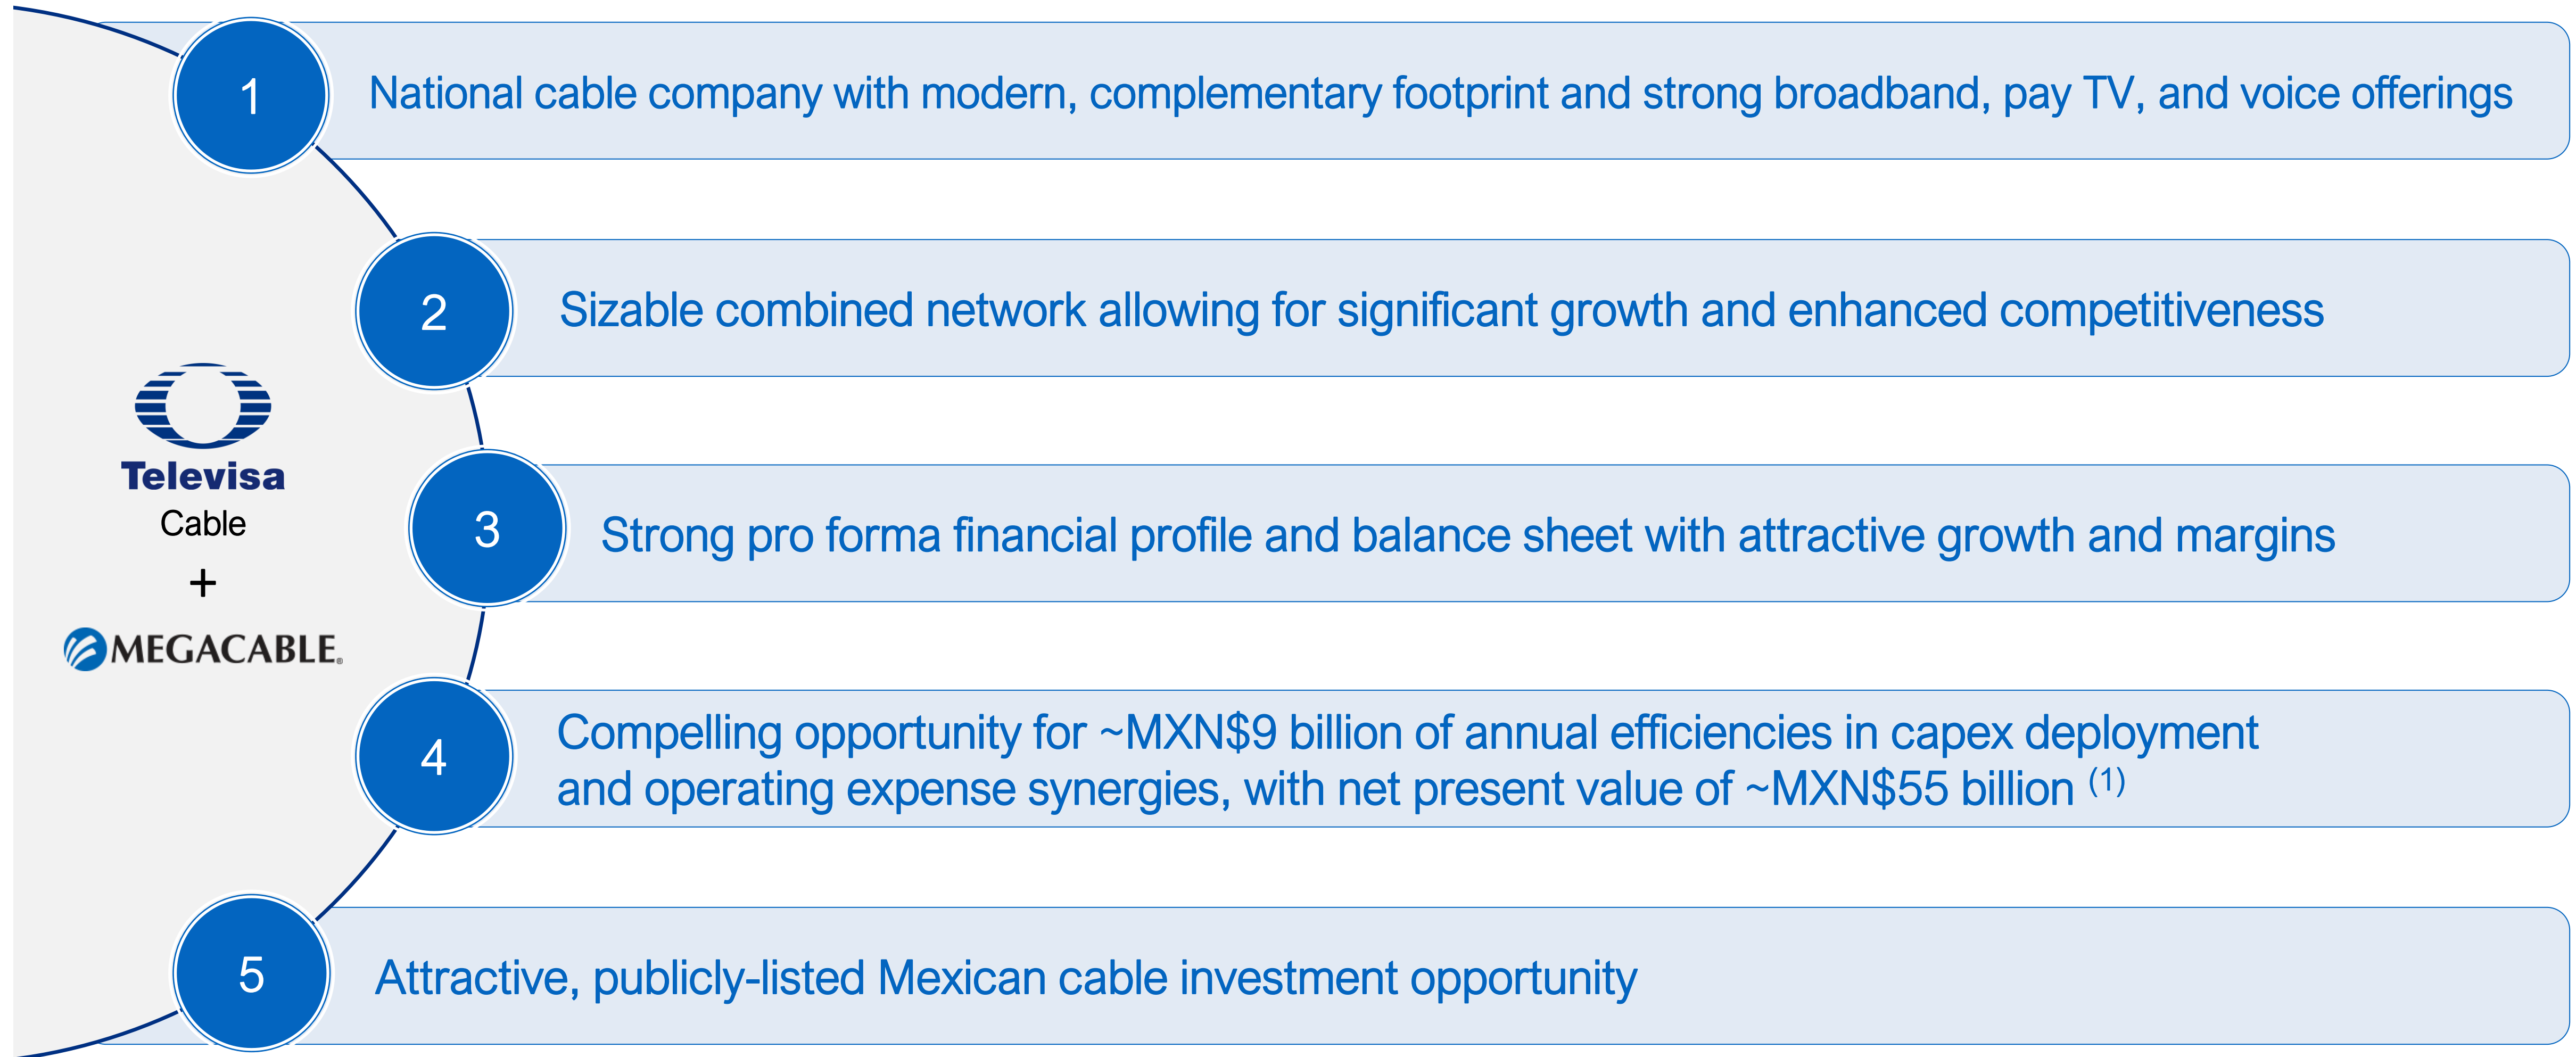 1
National cable company with modern, complementary footprint and strong broadband, pay TV, and voice offerings
2
Sizable combined network allowing for significant growth and enhanced competitiveness
Televisa
Cable
+
MEGACABLE®
3
Strong pro forma financial profile and balance sheet with attractive growth and margins
4
Compelling opportunity for ~MXN$9 billion of annual efficiencies in capex deployment
and operating expense synergies, with net present value of ~MXN$55 billion (1)
5
Attractive, publicly-listed Mexican cable investment opportunity